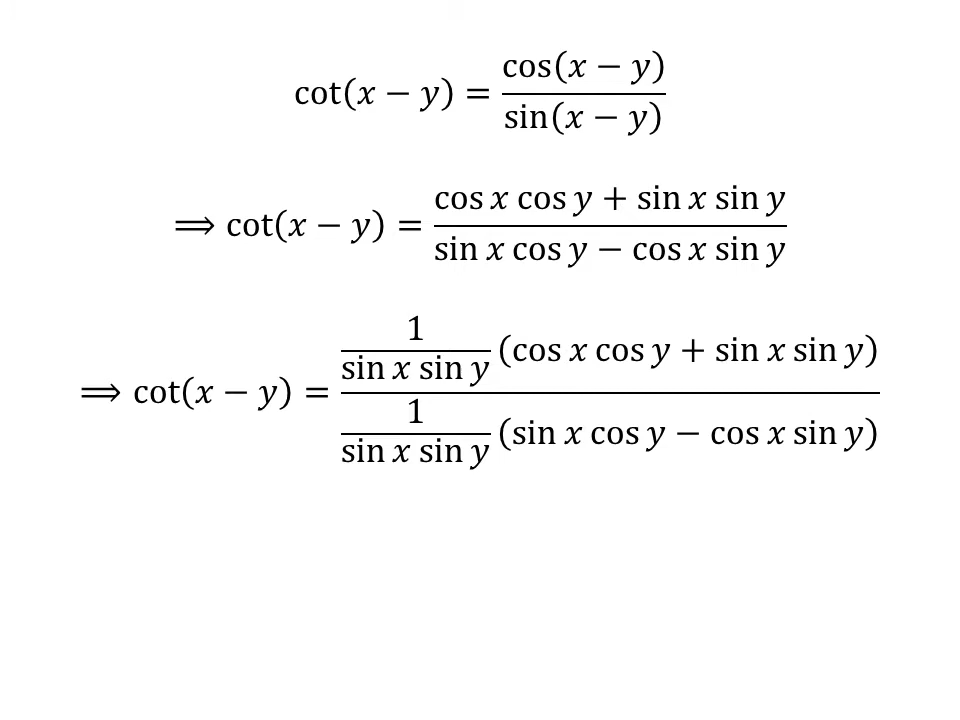 cot(𝑥 − 𝑦) = cos(𝑥 − 𝑦) / sin(𝑥 − 𝑦)
⟹ cot(𝑥 − 𝑦) = (cos 𝑥 cos 𝑦 + sin 𝑥 sin 𝑦) / (sin 𝑥 cos 𝑦 − cos 𝑥 sin 𝑦)
⟹ cot(𝑥 − 𝑦) = (1 / (sin 𝑥 sin 𝑦) (cos 𝑥 cos 𝑦 + sin 𝑥 sin 𝑦)) / (1 / (sin 𝑥 sin 𝑦) (sin 𝑥 cos 𝑦 − cos 𝑥 sin 𝑦))